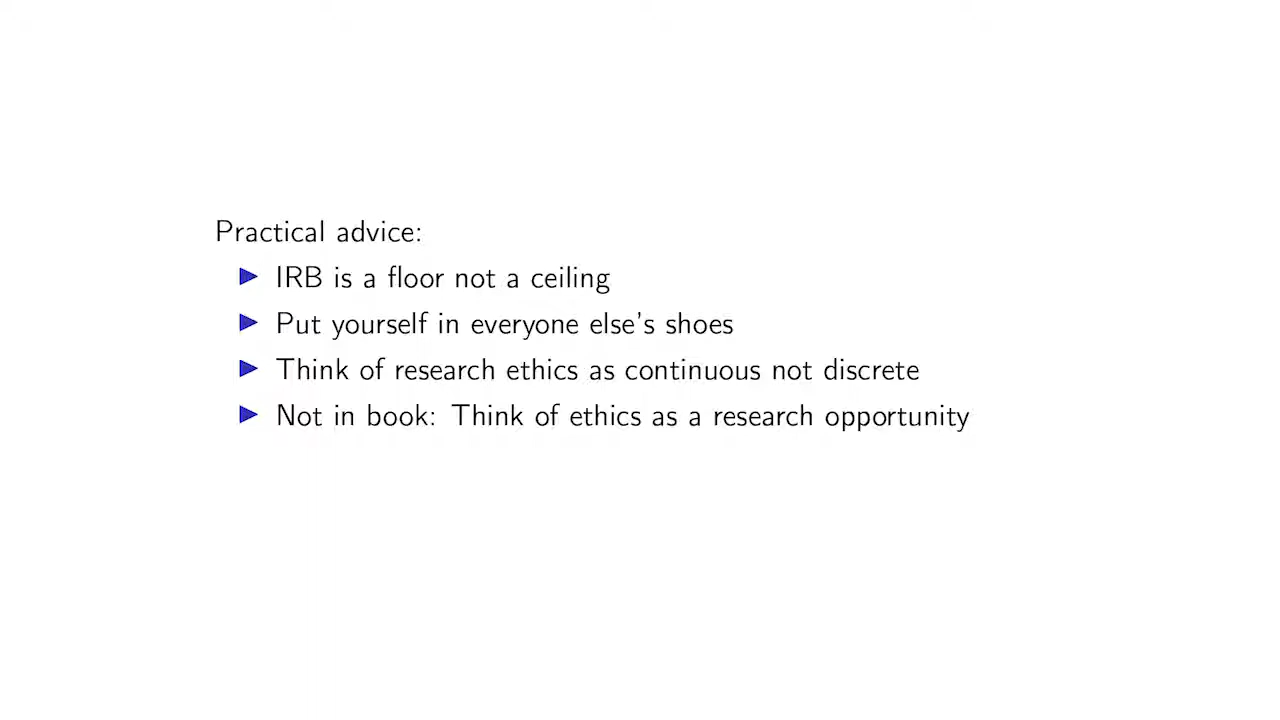 Practical advice:
▶ IRB is a floor not a ceiling
▶ Put yourself in everyone else's shoes
▶ Think of research ethics as continuous not discrete
▶ Not in book: Think of ethics as a research opportunity